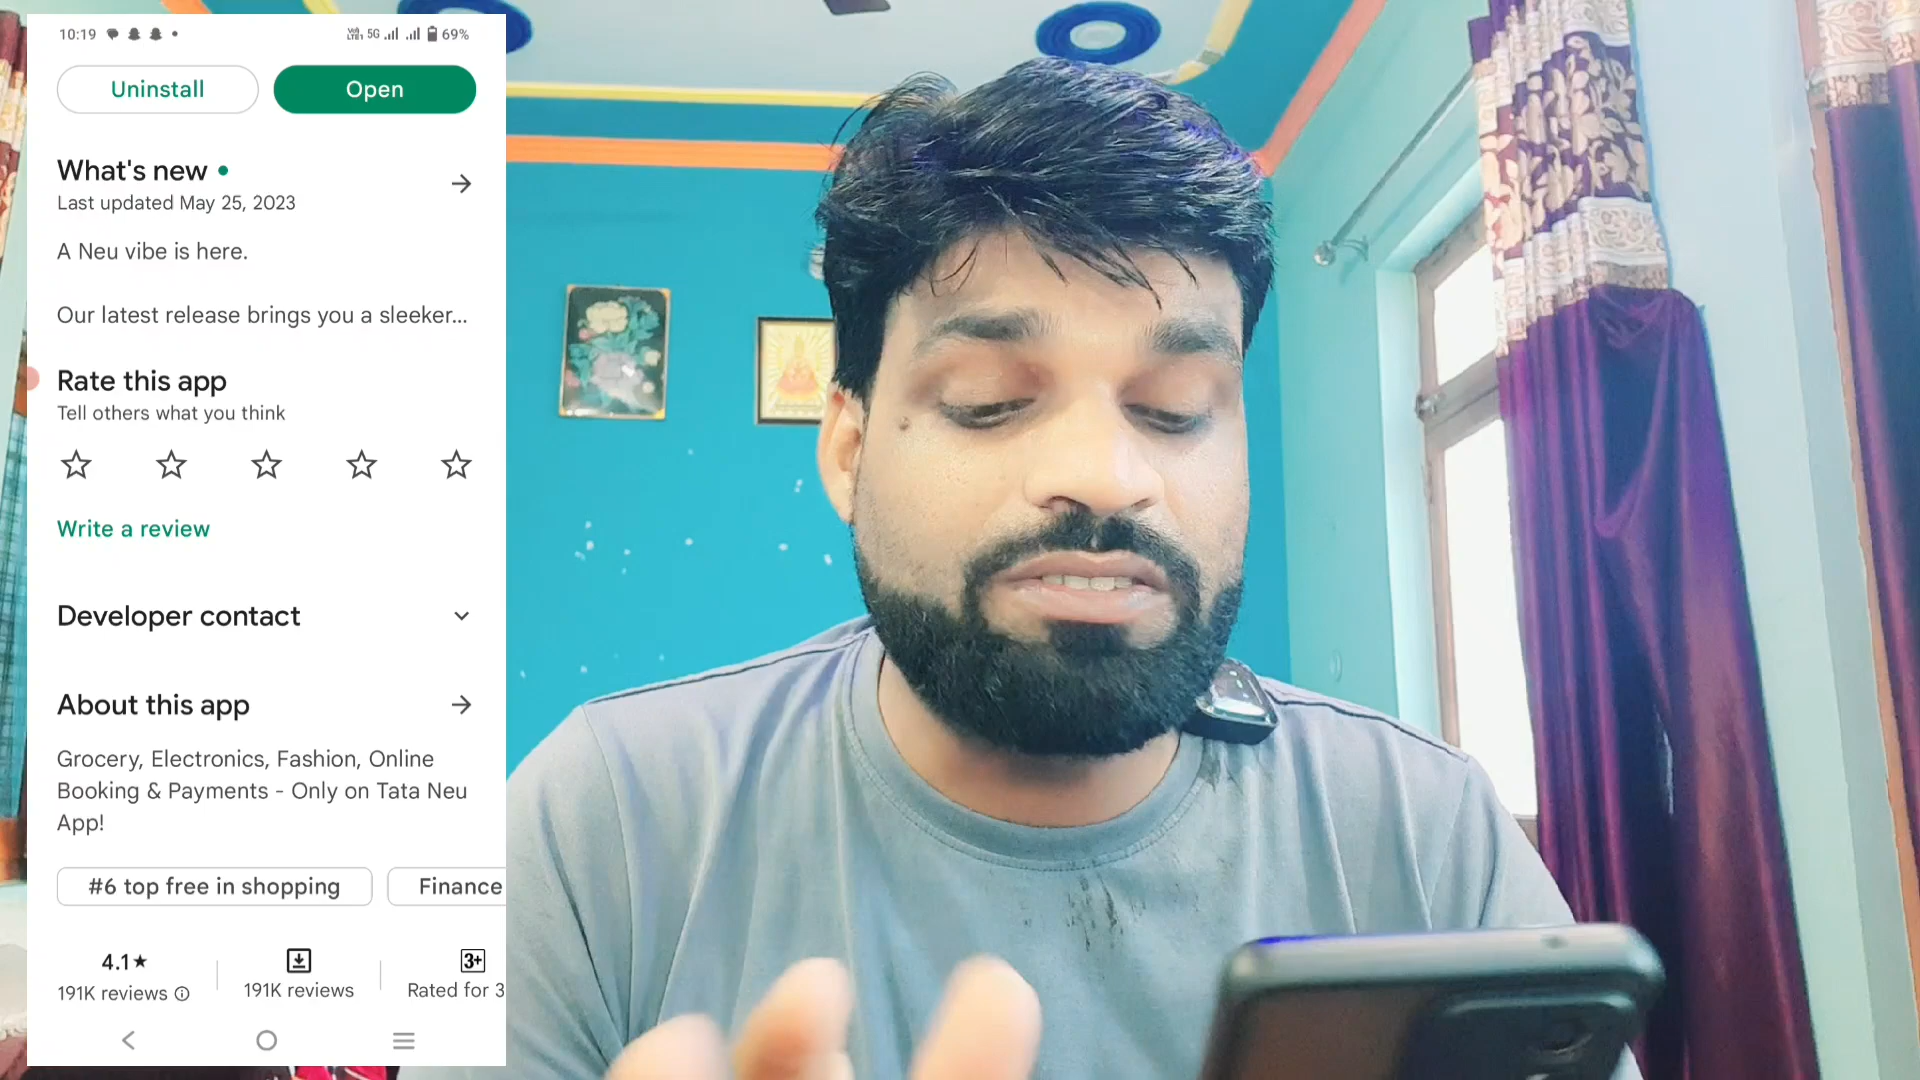 10:19
5G 69%
Uninstall
Open
What's new
Last updated May 25, 2023
A Neu vibe is here.
Our latest release brings you a sleeker...
Rate this app
Tell others what you think
Write a review
Developer contact
About this app
Grocery, Electronics, Fashion, Online
Booking & Payments - Only on Tata Neu
App!
#6 top free in shopping
Finance
4.1★
191K reviews
191K reviews
3+
Rated for 3